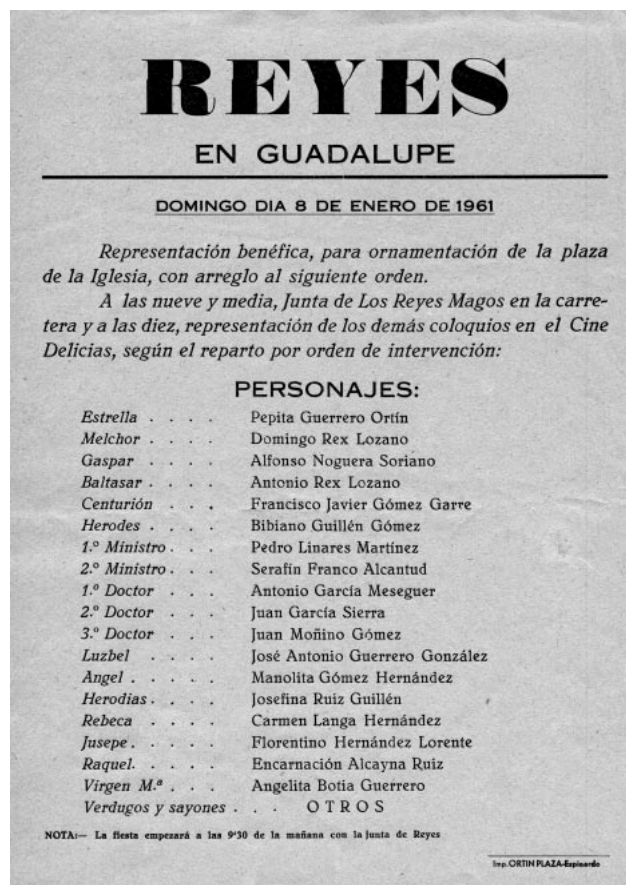 REYES
EN GUADALUPE
DOMINGO DIA 8 DE ENERO DE 1961
Representación benéfica, para ornamentación de la plaza
de la Iglesia, con arreglo al siguiente orden.
A las nueve y media, Junta de Los Reyes Magos en la carre-
tera y a las diez, representación de los demás coloquios en el Cine
Delicias, según el reparto por orden de intervención:
PERSONAJES:
Estrella . . . . Pepita Guerrero Ortín
Melchor . . . . Domingo Rex Lozano
Gaspar . . . . Alfonso Noguera Soriano
Baltasar . . . . Antonio Rex Lozano
Centurión . . . Francisco Javier Gómez Garre
Herodes . . . . Bibiano Guillén Gómez
1.º Ministro . . . Pedro Linares Martínez
2.º Ministro . . . Serafín Franco Alcantud
1.º Doctor . . . Antonio García Meseguer
2.º Doctor . . . Juan García Sierra
3.º Doctor . . . Juan Moñino Gómez
Luzbel . . . . José Antonio Guerrero González
Angel . . . . . Manolita Gómez Hernández
Herodias . . . . Josefina Ruiz Guillén
Rebeca . . . . Carmen Langa Hernández
Jusepe . . . . . Florentino Hernández Lorente
Raquel . . . . . Encarnación Alcayna Ruiz
Virgen M.ª . . . Angelita Botia Guerrero
Verdugos y sayones . . . OTROS
NOTA:— La fiesta empezará a las 9'30 de la mañana con la Junta de Reyes
Imp. ORTIN PLAZA-Espinardo